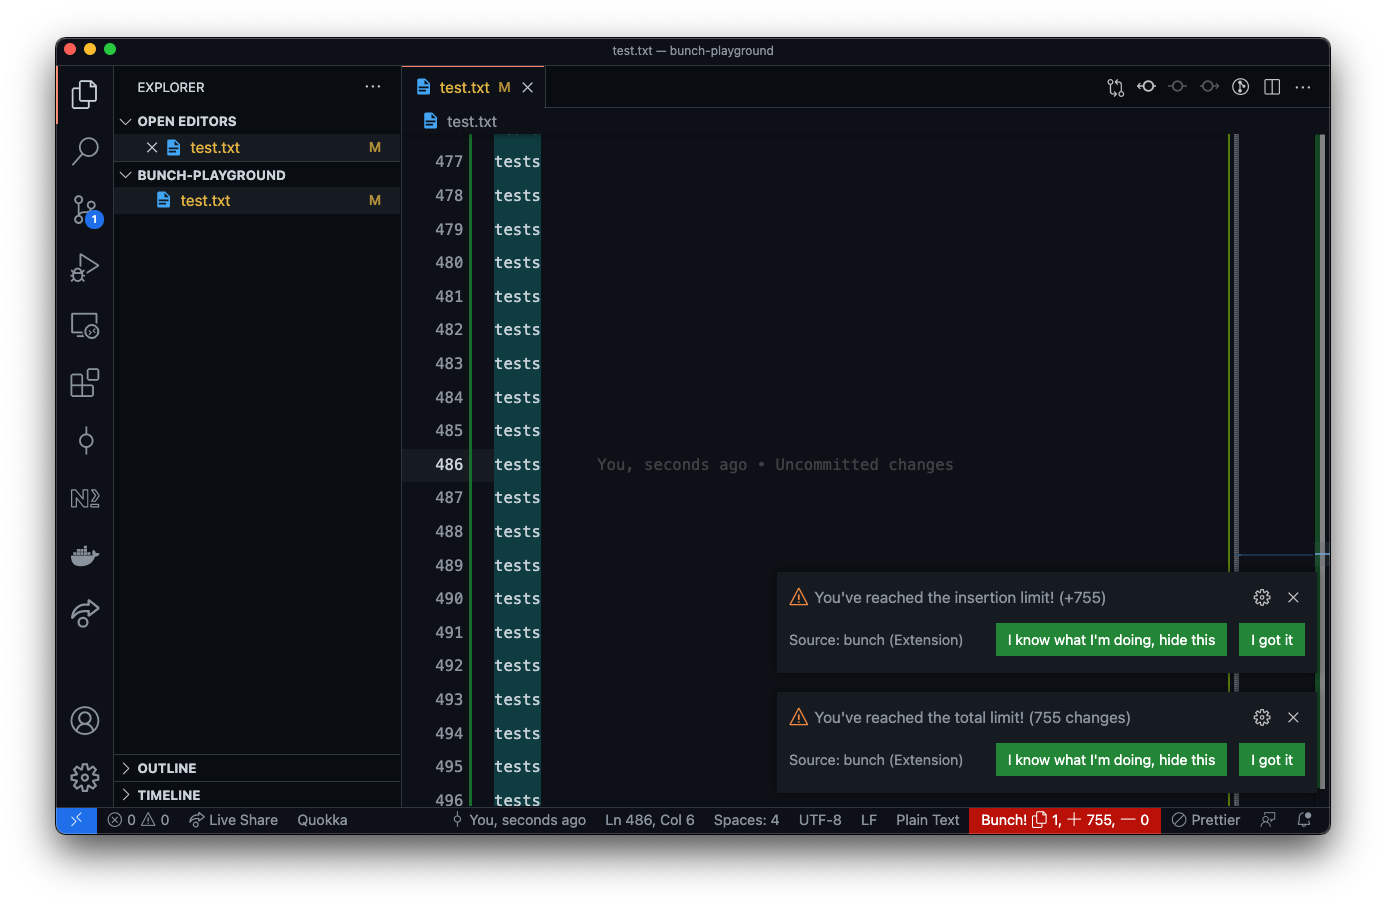 test.txt — bunch-playground
EXPLORER
OPEN EDITORS
test.txt M
BUNCH-PLAYGROUND
test.txt M
OUTLINE
TIMELINE
1
test.txt M
test.txt
477 tests
478 tests
479 tests
480 tests
481 tests
482 tests
483 tests
484 tests
485 tests
486 tests You, seconds ago • Uncommitted changes
487 tests
488 tests
489 tests
490 tests
491 tests
492 tests
493 tests
494 tests
495 tests
496 tests
You've reached the insertion limit! (+755)
Source: bunch (Extension) I know what I'm doing, hide this I got it
You've reached the total limit! (755 changes)
Source: bunch (Extension) I know what I'm doing, hide this I got it
0 0 Live Share Quokka You, seconds ago Ln 486, Col 6 Spaces: 4 UTF-8 LF Plain Text Bunch! 1, + 755, — 0 Prettier